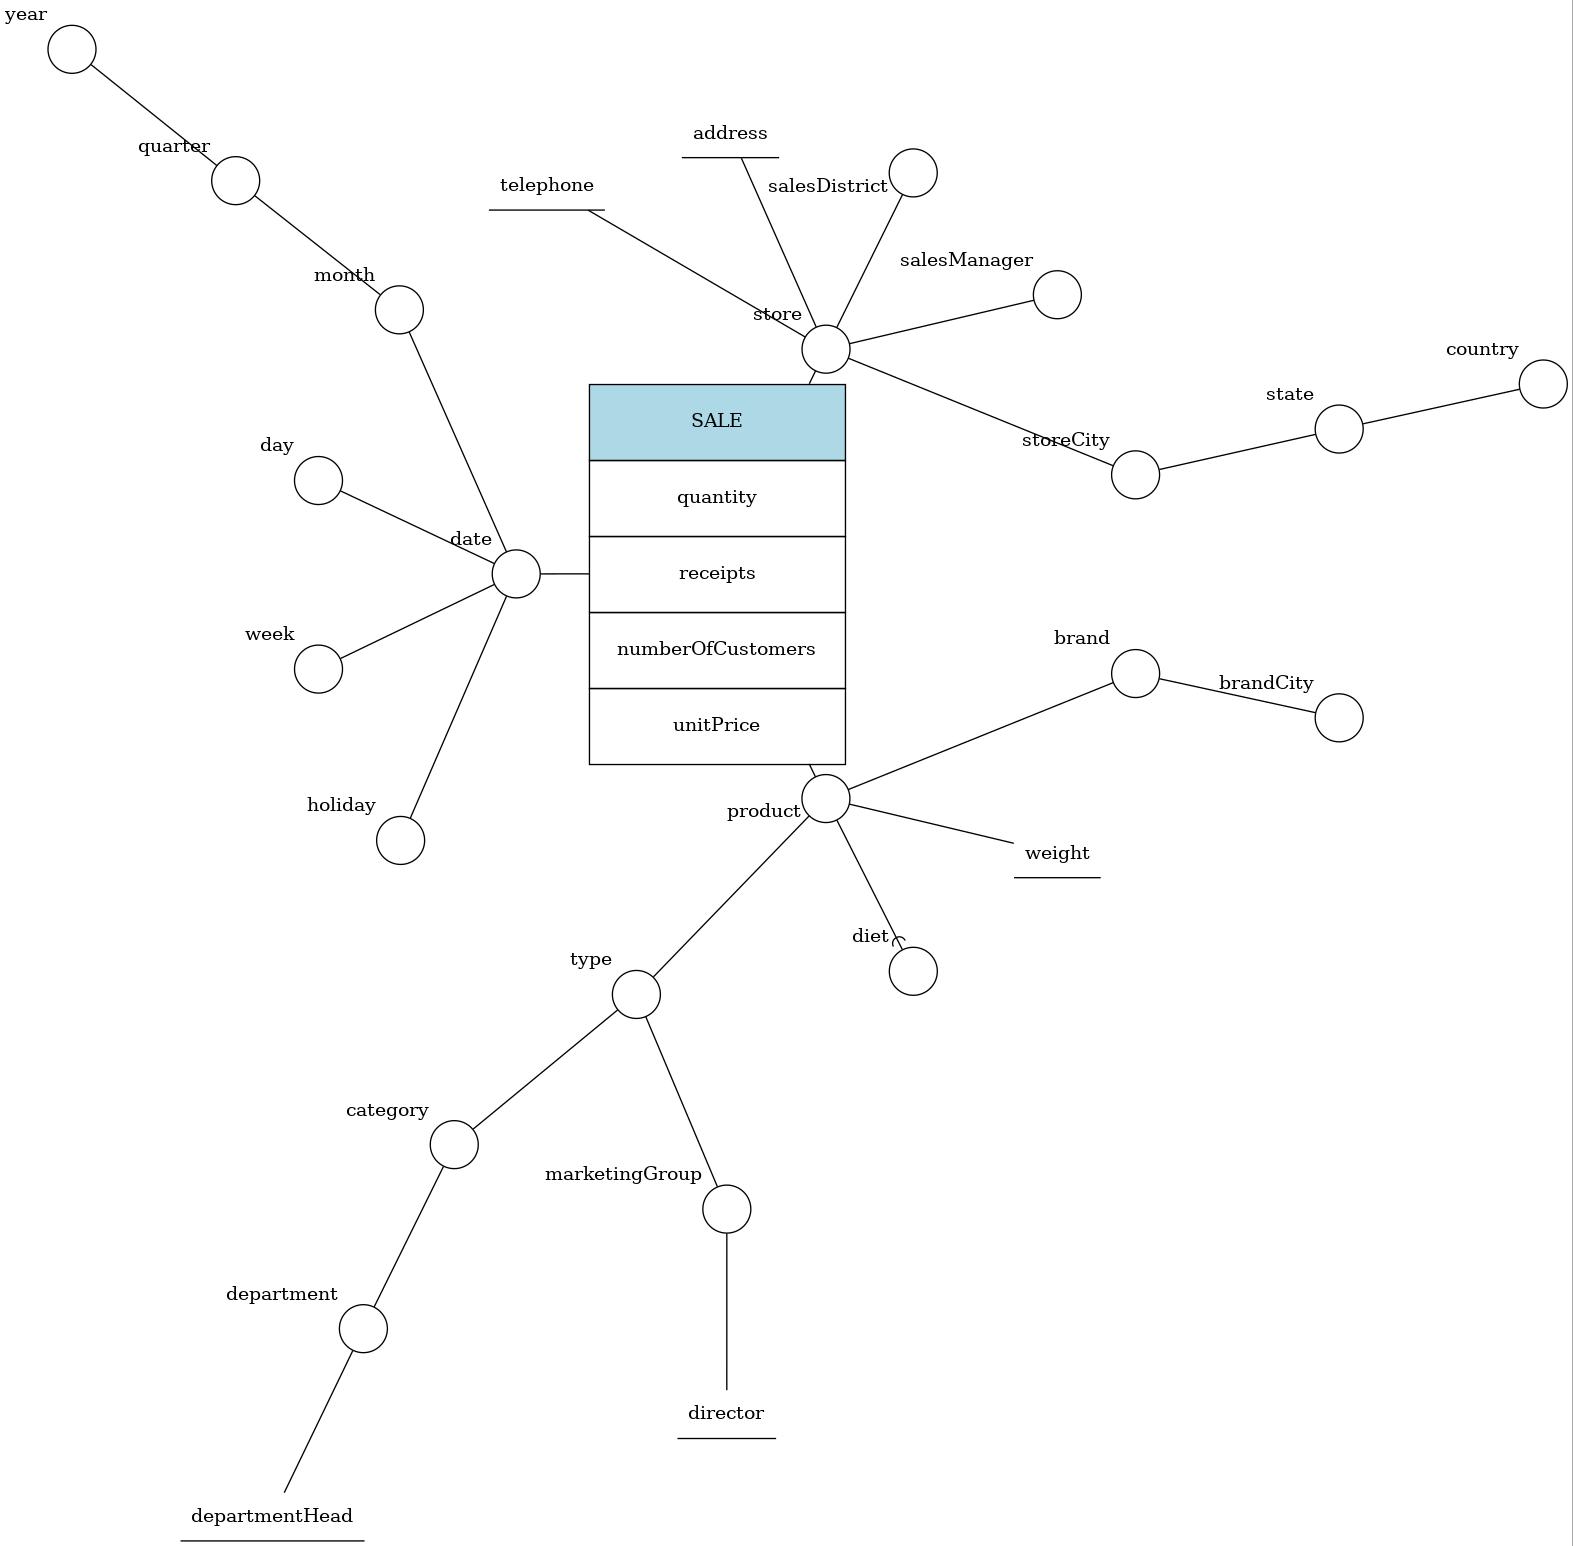 year
address
quarter
telephone
salesDistrict
salesManager
month
store
country
state
SALE
storeCity
day
quantity
date
receipts
week
brand
numberOfCustomers
brandCity
unitPrice
holiday
product
weight
diet
type
category
marketingGroup
department
director
departmentHead